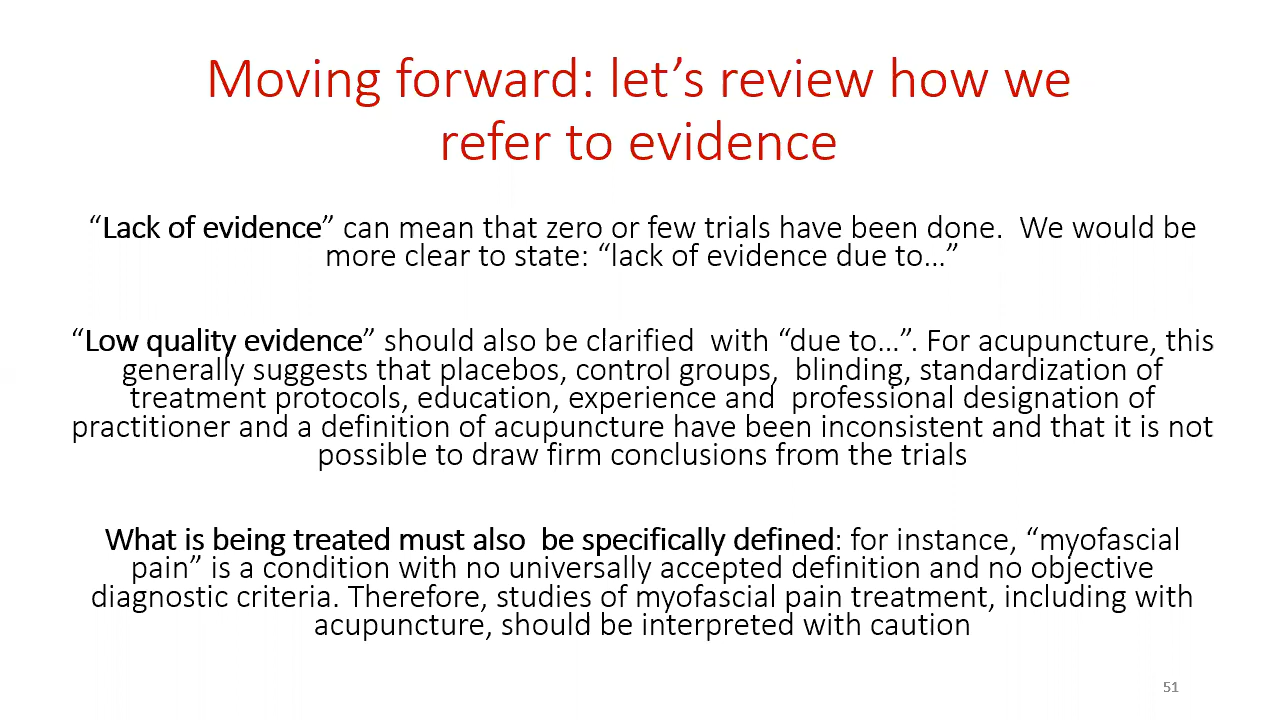 Moving forward: let’s review how we
refer to evidence
“Lack of evidence” can mean that zero or few trials have been done.  We would be
more clear to state: “lack of evidence due to…”
“Low quality evidence” should also be clarified  with “due to…”. For acupuncture, this
generally suggests that placebos, control groups,  blinding, standardization of
treatment protocols, education, experience and  professional designation of
practitioner and a definition of acupuncture have been inconsistent and that it is not
possible to draw firm conclusions from the trials
What is being treated must also  be specifically defined: for instance, “myofascial
pain” is a condition with no universally accepted definition and no objective
diagnostic criteria. Therefore, studies of myofascial pain treatment, including with
acupuncture, should be interpreted with caution
51